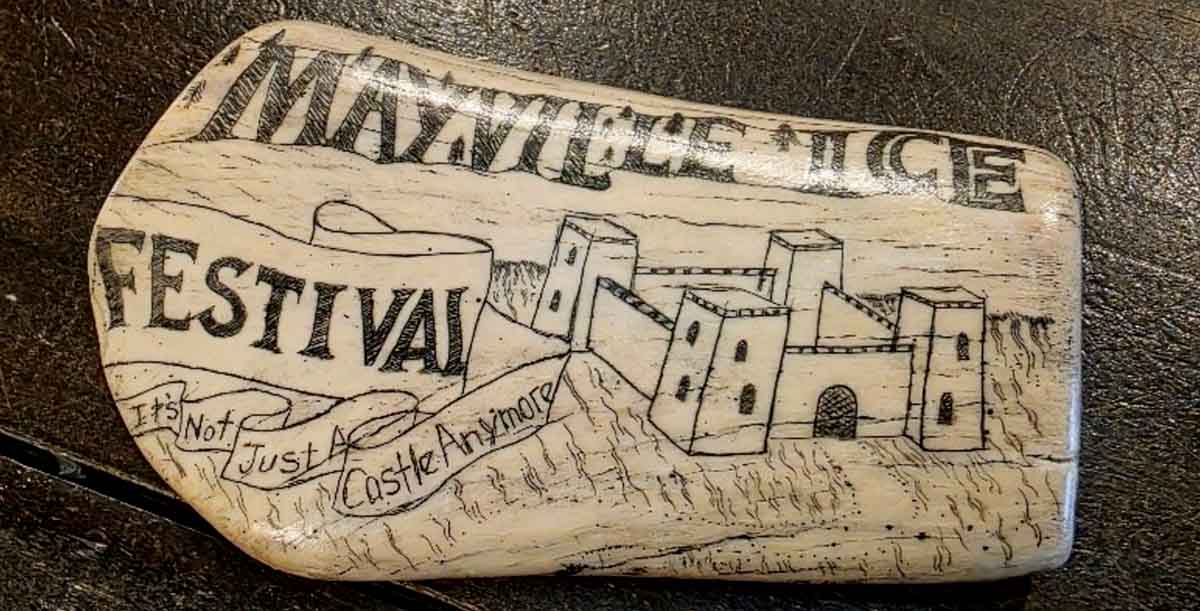 MAYVILLE ICE
FESTIVAL
It's Not Just A Castle Anymore